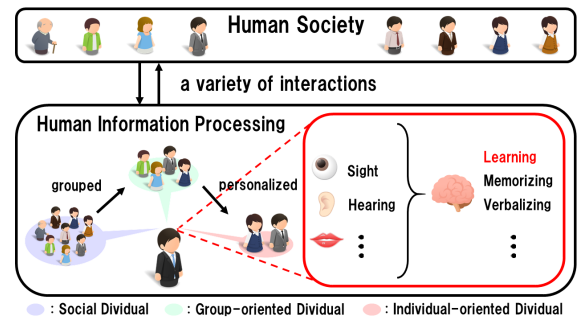 Human Society
a variety of interactions
Human Information Processing
grouped
personalized
Sight
Hearing
Learning
Memorizing
Verbalizing
: Social Dividual
: Group-oriented Dividual
: Individual-oriented Dividual